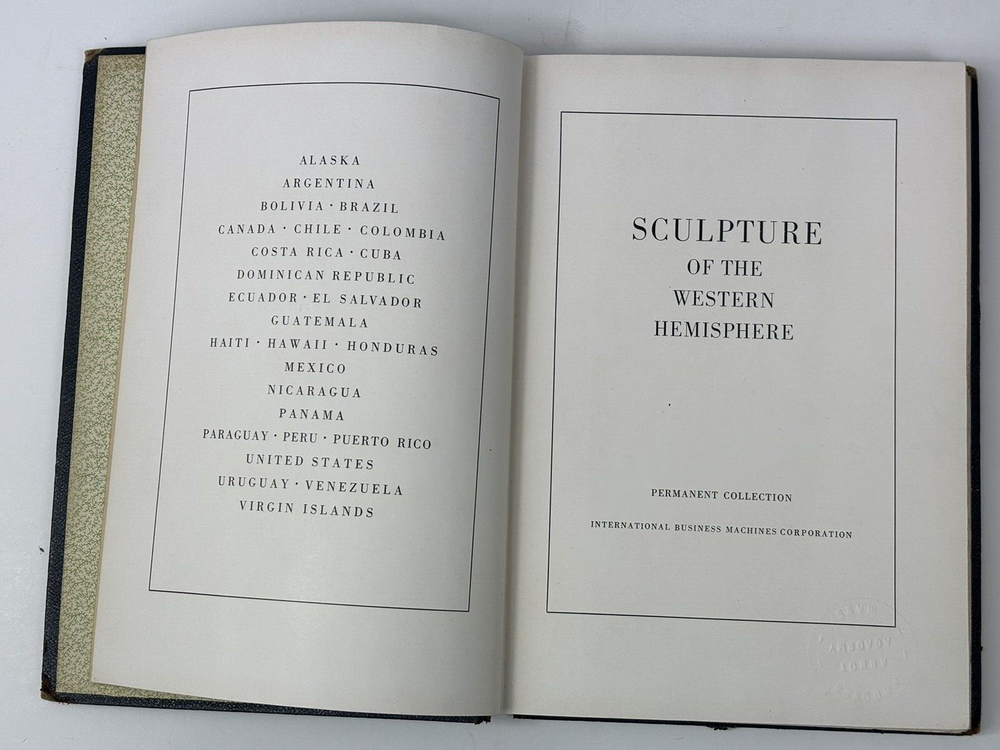 ALASKA
ARGENTINA
BOLIVIA · BRAZIL
CANADA · CHILE · COLOMBIA
COSTA RICA · CUBA
DOMINICAN REPUBLIC
ECUADOR · EL SALVADOR
GUATEMALA
HAITI · HAWAII · HONDURAS
MEXICO
NICARAGUA
PANAMA
PARAGUAY · PERU · PUERTO RICO
UNITED STATES
URUGUAY · VENEZUELA
VIRGIN ISLANDS
SCULPTURE
OF THE
WESTERN
HEMISPHERE
PERMANENT COLLECTION
INTERNATIONAL BUSINESS MACHINES CORPORATION